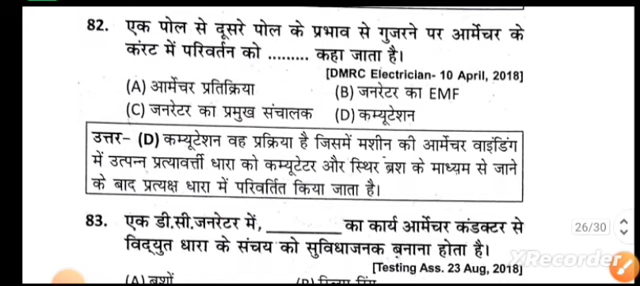 82. एक पोल से दूसरे पोल के प्रभाव से गुजरने पर आर्मेचर के
करंट में परिवर्तन को ......... कहा जाता है।
[DMRC Electrician- 10 April, 2018]
(A) आर्मेचर प्रतिक्रिया (B) जनरेटर का EMF
(C) जनरेटर का प्रमुख संचालक (D) कम्यूटेशन
उत्तर– (D) कम्यूटेशन वह प्रक्रिया है जिसमें मशीन की आर्मेचर वाइंडिंग
में उत्पन्न प्रत्यावर्त्ती धारा को कम्यूटेटर और स्थिर ब्रश के माध्यम से जाने
के बाद प्रत्यक्ष धारा में परिवर्तित किया जाता है।
83. एक डी.सी.जनरेटर में, ________ का कार्य आर्मेचर कंडक्टर से
विद्युत धारा के संचय को सुविधाजनक बनाना होता है।
[Testing Ass. 23 Aug, 2018]
(A) ब्रशों (B)
26/30
XRecorder